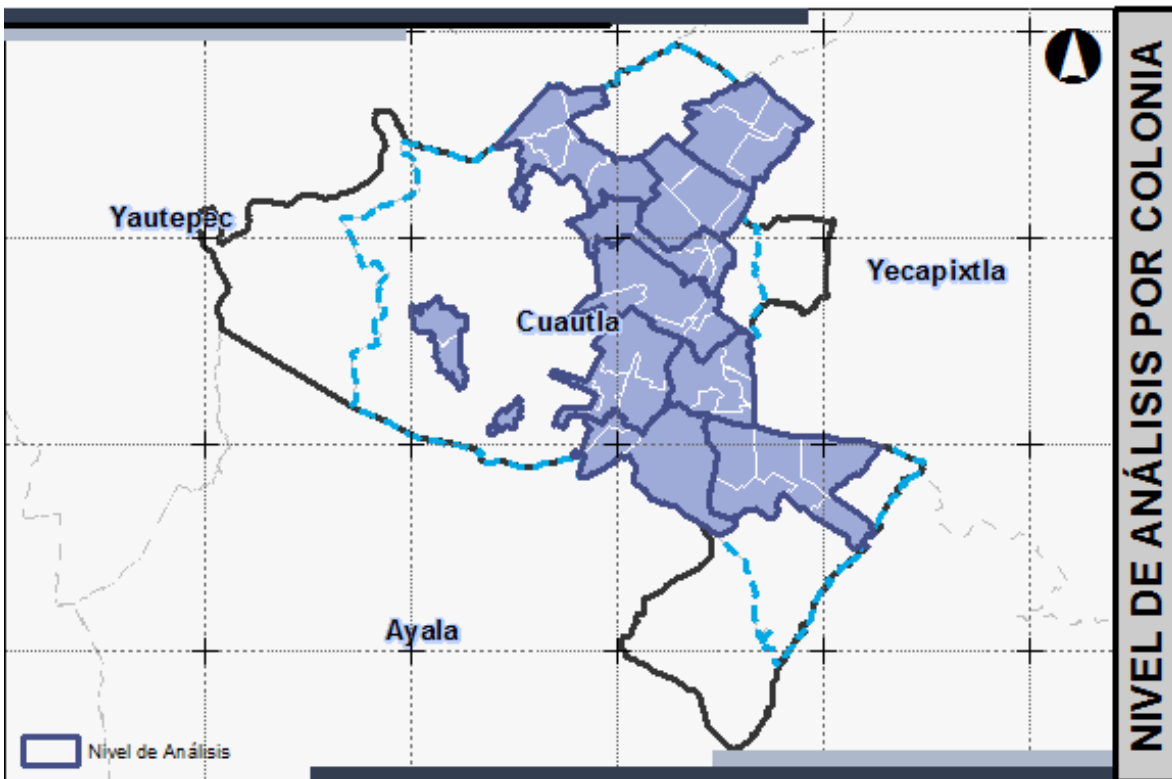 Yautepec
Yecapixtla
Cuautla
Ayala
Nivel de Análisis
NIVEL DE ANÁLISIS POR COLONIA